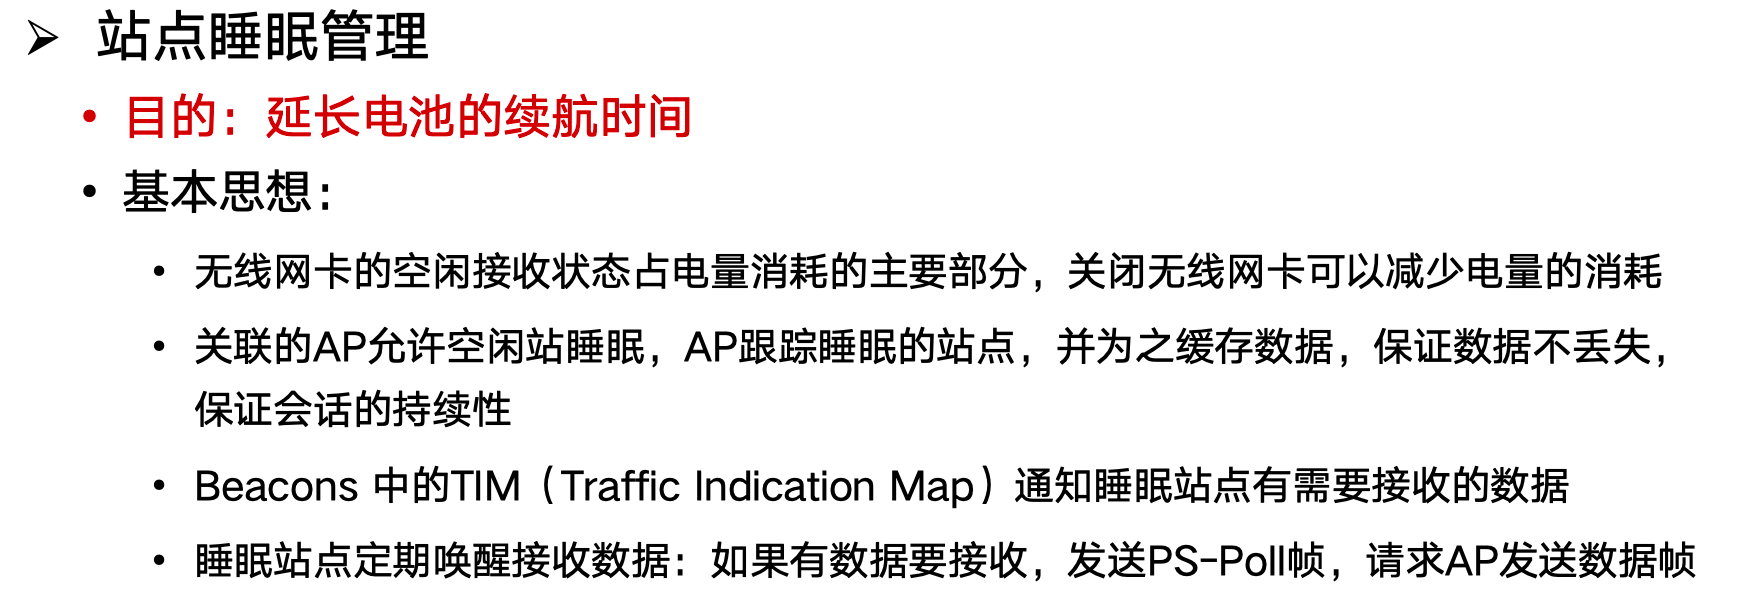 ➢ 站点睡眠管理
• 目的：延长电池的续航时间
• 基本思想：
• 无线网卡的空闲接收状态占电量消耗的主要部分，关闭无线网卡可以减少电量的消耗
• 关联的AP允许空闲站睡眠，AP跟踪睡眠的站点，并为之缓存数据，保证数据不丢失，
保证会话的持续性
• Beacons 中的TIM（Traffic Indication Map）通知睡眠站点有需要接收的数据
• 睡眠站点定期唤醒接收数据：如果有数据要接收，发送PS-Poll帧，请求AP发送数据帧